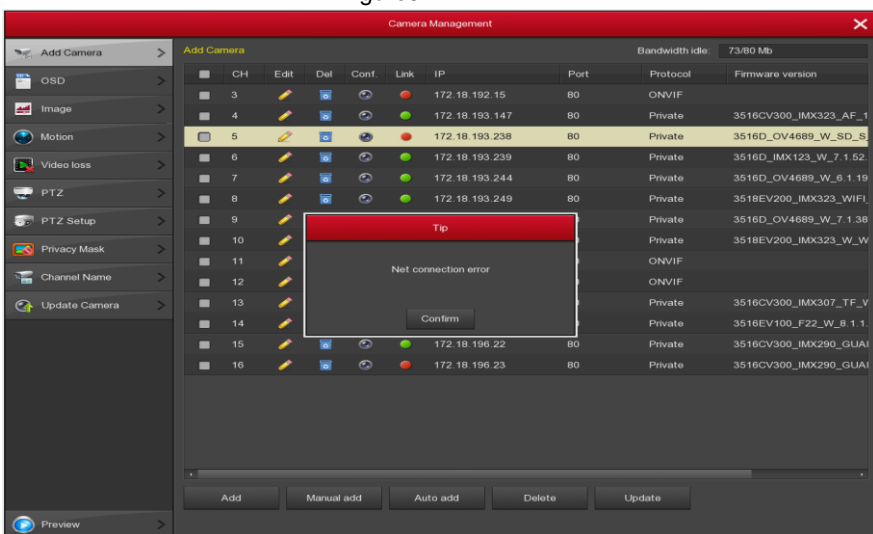 Camera Management
Add Camera >
OSD >
Image >
Motion >
Video loss >
PTZ >
PTZ Setup >
Privacy Mask >
Channel Name >
Update Camera >
Preview >
Add Camera
Bandwidth idle: 73/80 Mb
CH Edit Del Conf. Link IP Port Protocol Firmware version
3 172.18.192.15 80 ONVIF
4 172.18.193.147 80 Private 3516CV300_IMX323_AF_1
5 172.18.193.238 80 Private 3516D_OV4689_W_SD_S_
6 172.18.193.239 80 Private 3516D_IMX123_W_7.1.52.
7 172.18.193.244 80 Private 3516D_OV4689_W_6.1.19
8 172.18.193.249 80 Private 3518EV200_IMX323_WIFI_
9 Private 3516D_OV4689_W_7.1.38
10 Private 3518EV200_IMX323_W_W
11 ONVIF
12 ONVIF
13 Private 3516CV300_IMX307_TF_
14 Private 3516EV100_F22_W_8.1.1.
15 172.18.196.22 80 Private 3516CV300_IMX290_GUAI
16 172.18.196.23 80 Private 3516CV300_IMX290_GUAI
Tip
Net connection error
Confirm
Add Manual add Auto add Delete Update